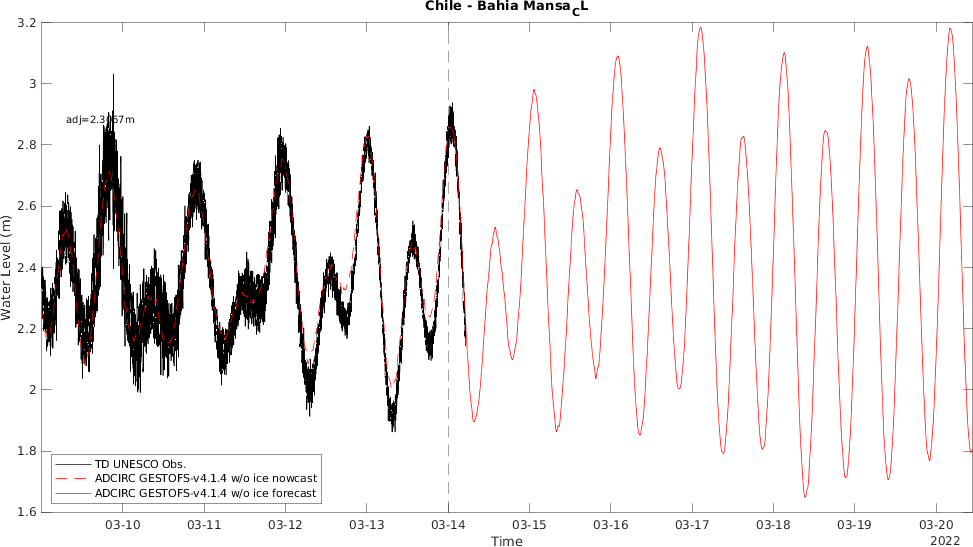 Chile - Bahia Mansa_CL
3.2
3
2.8
2.6
2.4
2.2
2
1.8
1.6
Water Level (m)
adj=2.3067m
TD UNESCO Obs.
ADCIRC GESTOFS-v4.1.4 w/o ice nowcast
ADCIRC GESTOFS-v4.1.4 w/o ice forecast
03-10 03-11 03-12 03-13 03-14 03-15 03-16 03-17 03-18 03-19 03-20
Time
2022